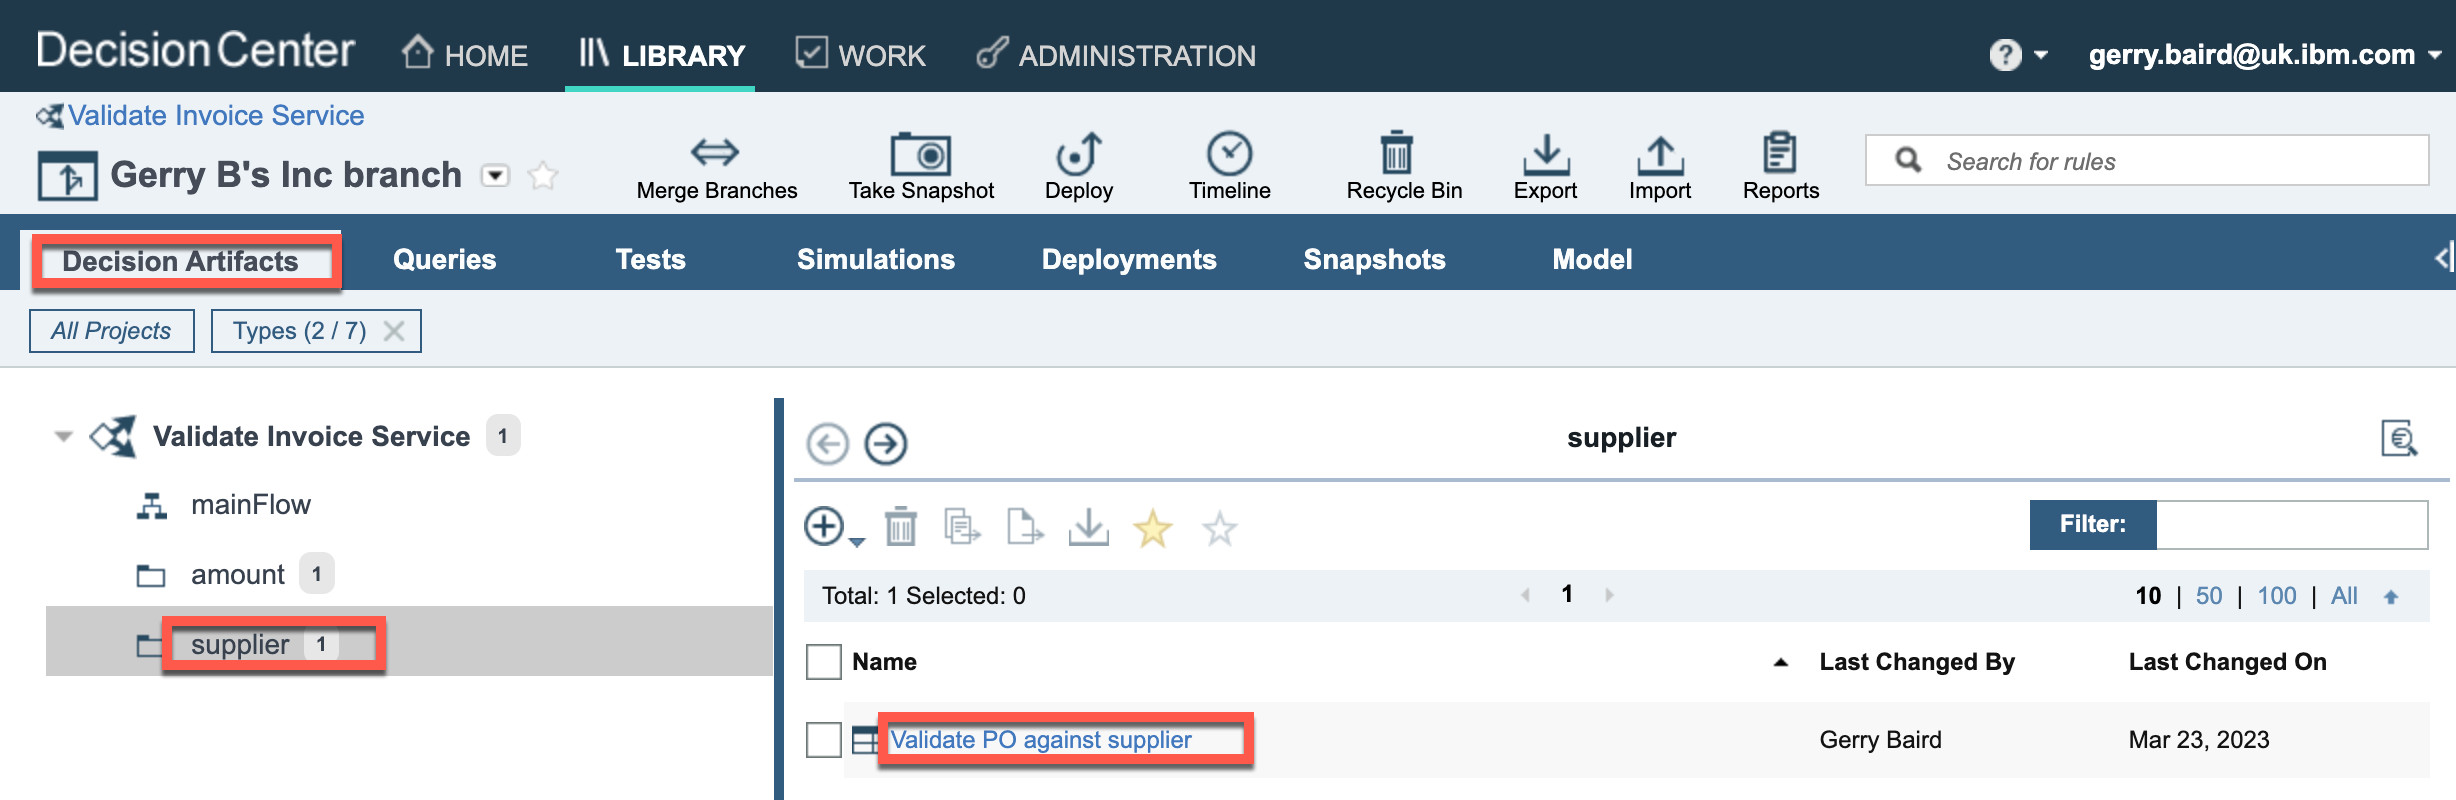 Decision Center HOME LIBRARY WORK ADMINISTRATION ? gerry.baird@uk.ibm.com
Validate Invoice Service
Gerry B's Inc branch
Merge Branches Take Snapshot Deploy Timeline Recycle Bin Export Import Reports Search for rules
Decision Artifacts Queries Tests Simulations Deployments Snapshots Model
All Projects Types (2 / 7)
Validate Invoice Service 1
mainFlow
amount 1
supplier 1
supplier
Filter:
Total: 1 Selected: 0 1 10 | 50 | 100 | All
Name Last Changed By Last Changed On
Validate PO against supplier Gerry Baird Mar 23, 2023